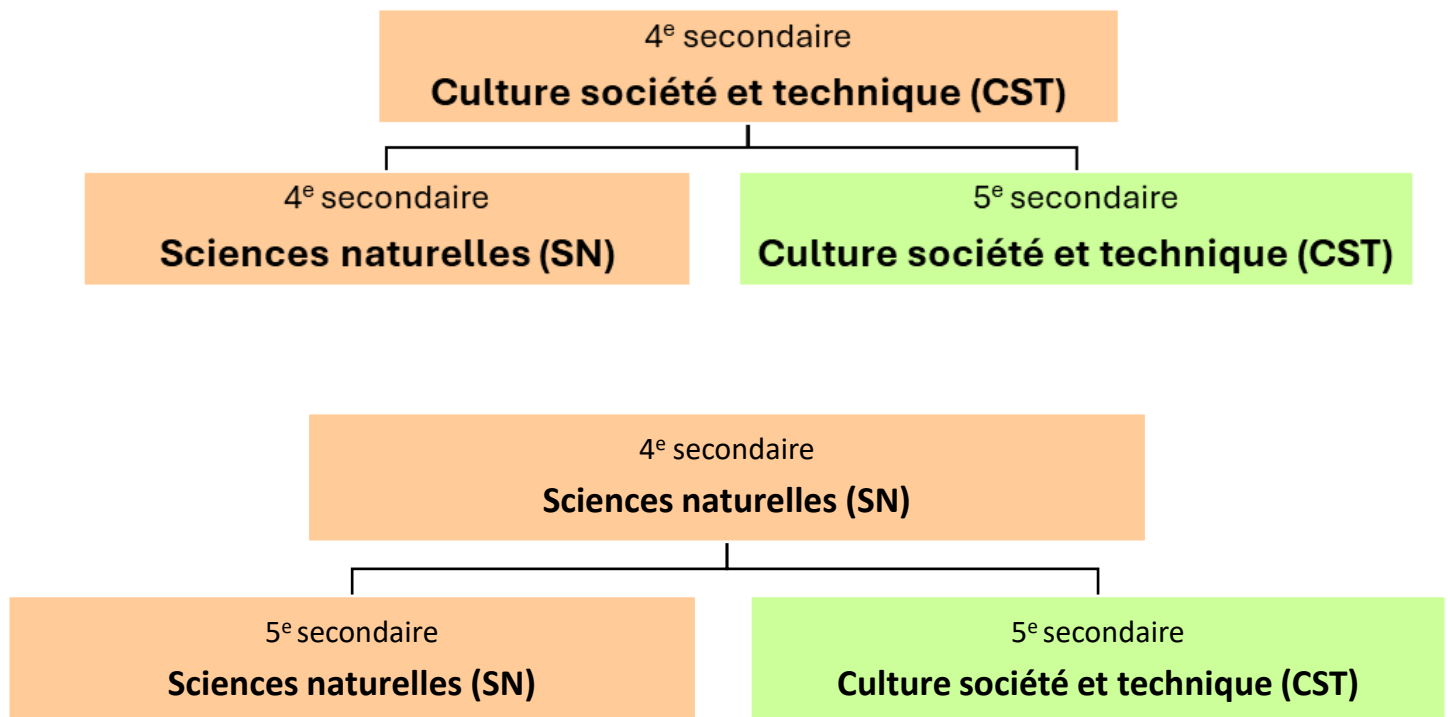 4e secondaire
Culture société et technique (CST)
4e secondaire
Sciences naturelles (SN)
5e secondaire
Culture société et technique (CST)
4e secondaire
Sciences naturelles (SN)
5e secondaire
Sciences naturelles (SN)
5e secondaire
Culture société et technique (CST)